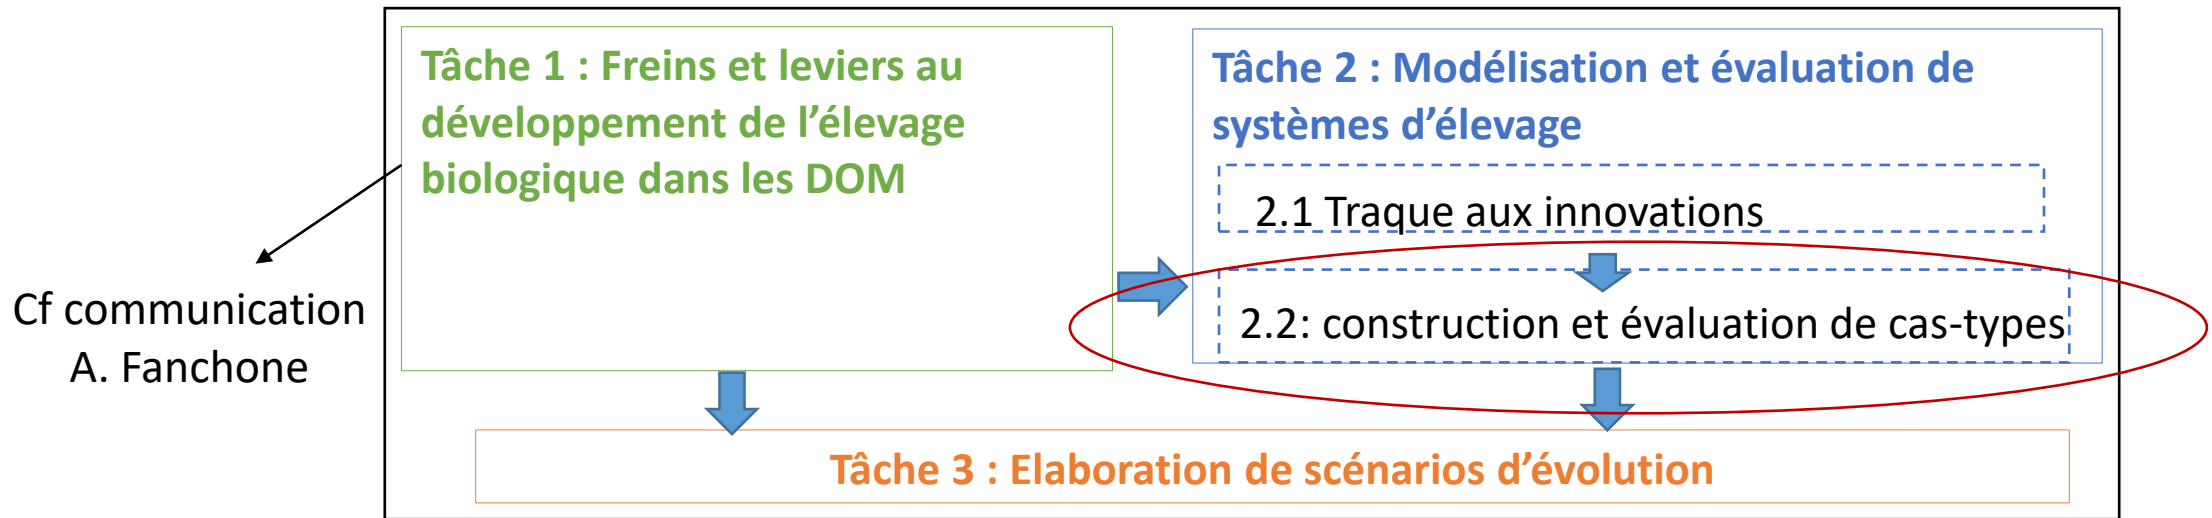 Tâche 1 : Freins et leviers au
développement de l’élevage
biologique dans les DOM
Cf communication
A. Fanchone
Tâche 2 : Modélisation et évaluation de
systèmes d’élevage
2.1 Traque aux innovations
2.2: construction et évaluation de cas-types
Tâche 3 : Elaboration de scénarios d’évolution